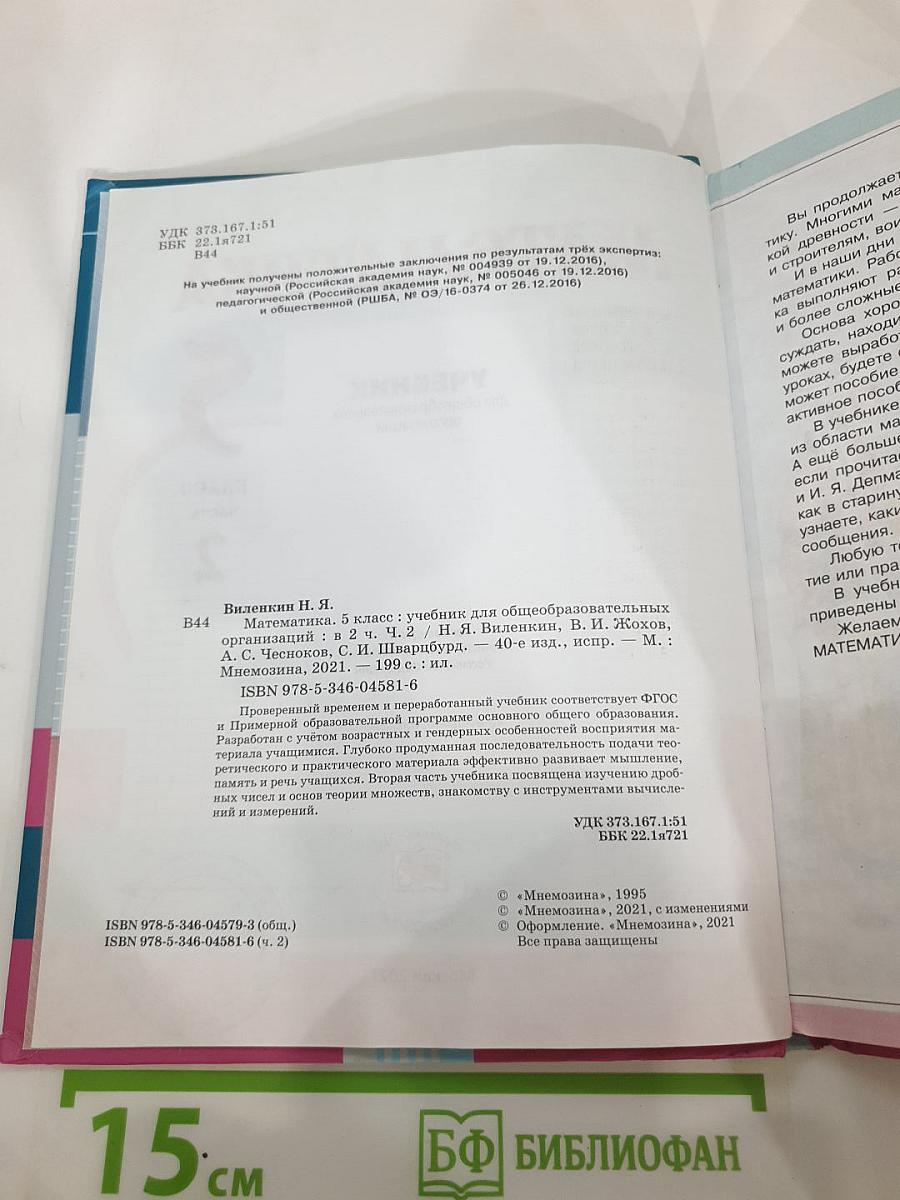 УДК 373.167.1:51
ББК 22.1я721
В44
На учебник получены положительные заключения по результатам трёх экспертиз:
научной (Российская академия наук, № 004939 от 19.12.2016),
педагогической (Российская академия наук, № 005046 от 19.12.2016)
и общественной (РШБА, № ОЭ/16-0374 от 26.12.2016)
Виленкин Н. Я.
В44 Математика. 5 класс : учебник для общеобразовательных
организаций : в 2 ч. Ч. 2 / Н. Я. Виленкин, В. И. Жохов,
А. С. Чесноков, С. И. Шварцбурд. — 40-е изд., испр. — М. :
Мнемозина, 2021. — 199 с. : ил.
ISBN 978-5-346-04581-6
Проверенный временем и переработанный учебник соответствует ФГОС
и Примерной образовательной программе основного общего образования.
Разработан с учётом возрастных и гендерных особенностей восприятия ма-
териала учащимися. Глубоко продуманная последовательность подачи тео-
ретического и практического материала эффективно развивает мышление,
память и речь учащихся. Вторая часть учебника посвящена изучению дроб-
ных чисел и основ теории множеств, знакомству с инструментами вычисле-
ний и измерений.
УДК 373.167.1:51
ББК 22.1я721
ISBN 978-5-346-04579-3 (общ.)
ISBN 978-5-346-04581-6 (ч. 2)
© «Мнемозина», 1995
© «Мнемозина», 2021, с изменениями
© Оформление. «Мнемозина», 2021
Все права защищены
Вы продолжает
тику. Многими ма
кой древности —
и строителям, вои
И в наши дни
математики. Рабо
ка выполняют ра
и более сложные
Основа хоро
суждать, находи
можете выработ
уроках, будете
может пособие
активное пособ
В учебнике
из области ма
А ещё больше
если прочита
и И. Я. Депма
как в старину
узнаете, каки
сообщения.
Любую те
тие или пра
В учебн
приведены
Желаем
МАТЕМАТИ
15 см
БФ БИБЛИОФАН